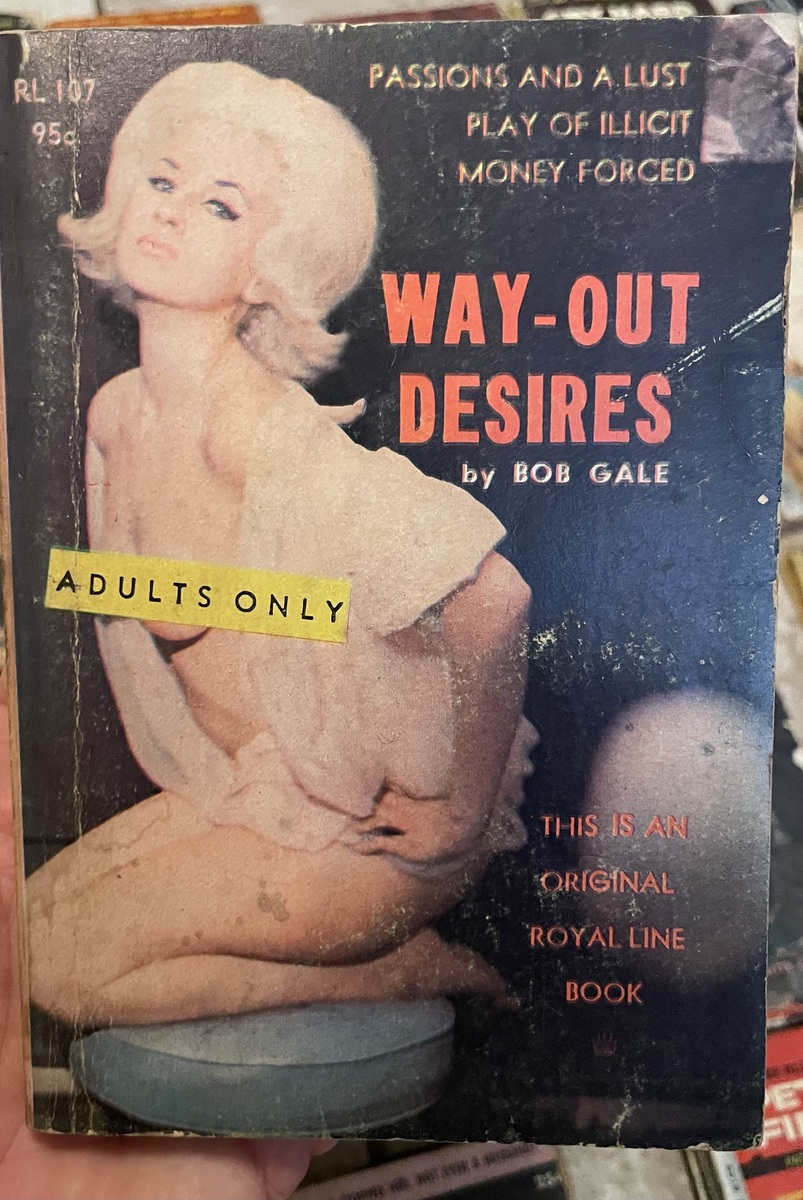 RL 107
95c
PASSIONS AND A LUST
PLAY OF ILLICIT
MONEY FORCED
WAY-OUT
DESIRES
by BOB GALE
ADULTS ONLY
THIS IS AN
ORIGINAL
ROYAL LINE
BOOK